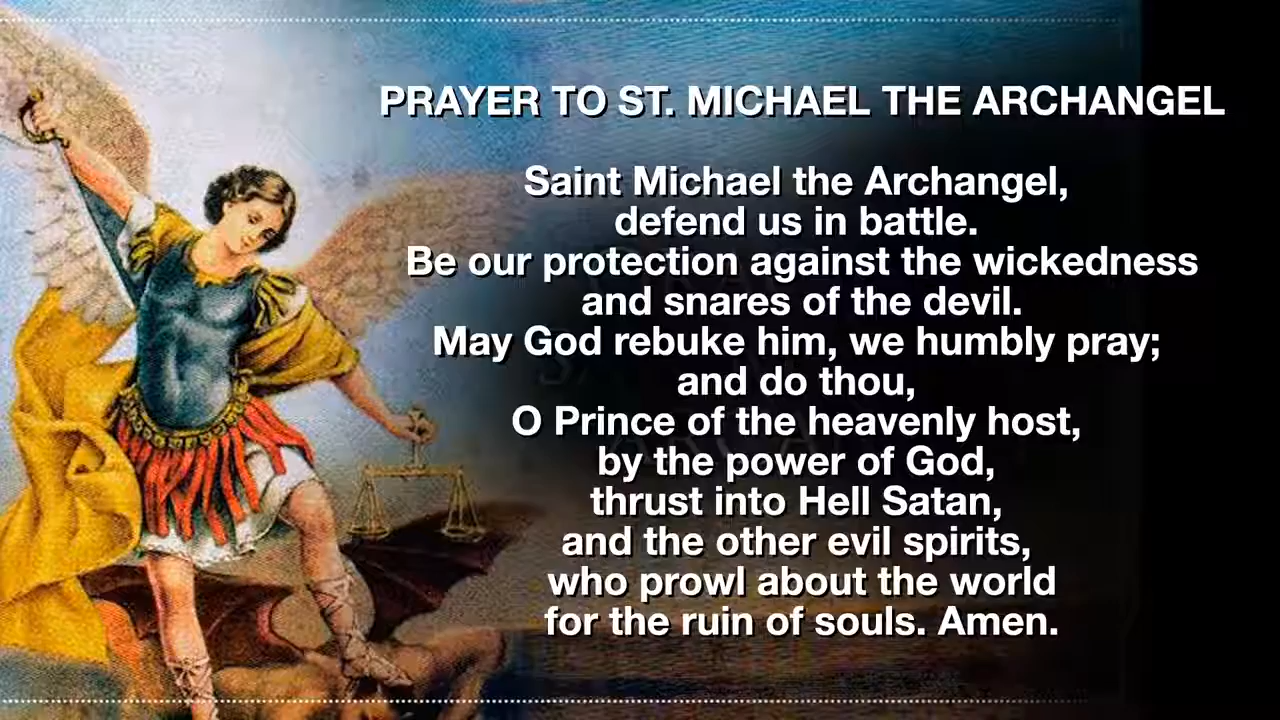 PRAYER TO ST. MICHAEL THE ARCHANGEL
Saint Michael the Archangel,
defend us in battle.
Be our protection against the wickedness
and snares of the devil.
May God rebuke him, we humbly pray;
and do thou,
O Prince of the heavenly host,
by the power of God,
thrust into Hell Satan,
and the other evil spirits,
who prowl about the world
for the ruin of souls. Amen.